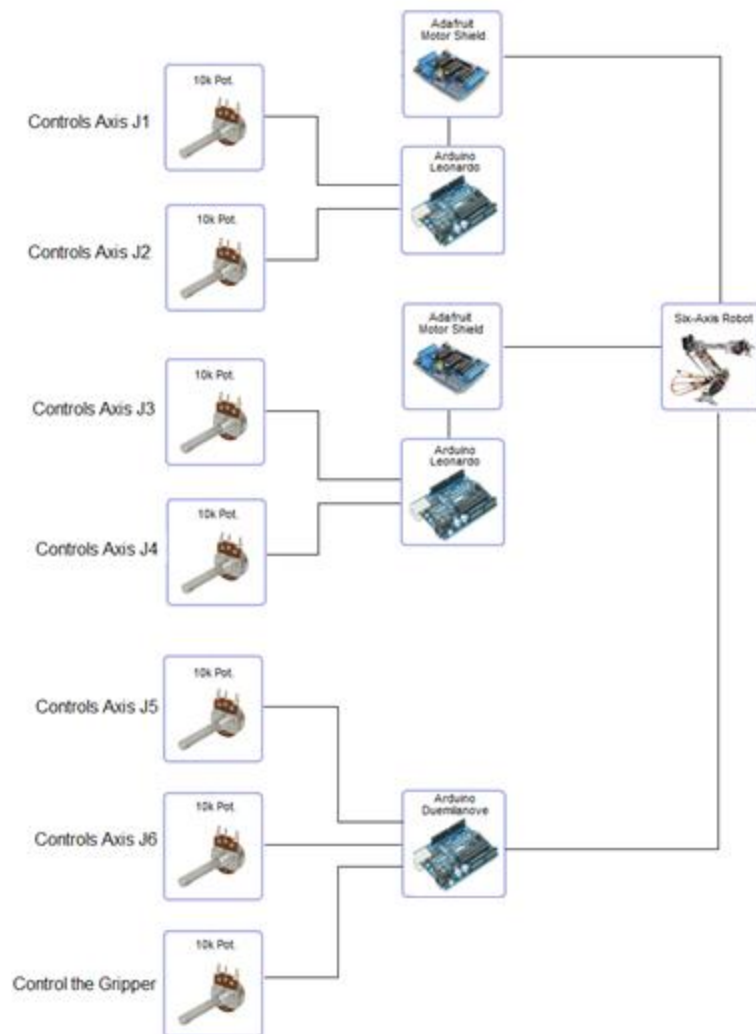 Adafruit
Motor Shield
10k Pot.
Controls Axis J1
Arduino
Leonardo
10k Pot.
Controls Axis J2
Adafruit
Motor Shield
Six-Axis Robot
10k Pot.
Controls Axis J3
Arduino
Leonardo
10k Pot.
Controls Axis J4
10k Pot.
Controls Axis J5
Arduino
Duemilanove
10k Pot.
Controls Axis J6
10k Pot.
Control the Gripper